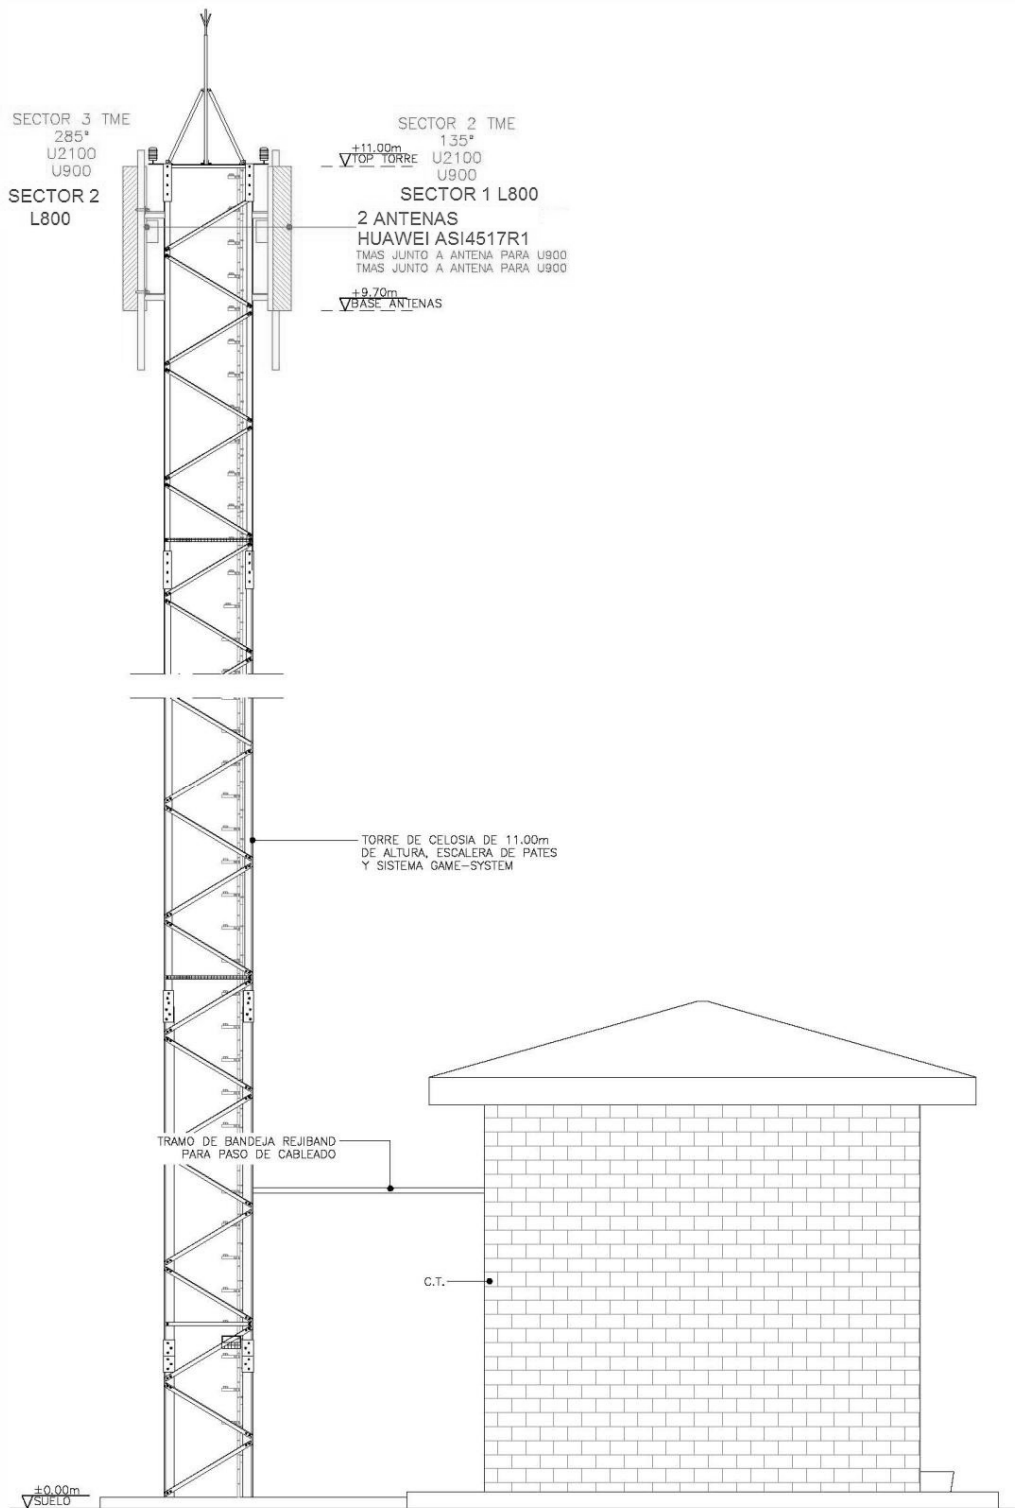 SECTOR 3 TME
285º
U2100
U900
SECTOR 2
L800
SECTOR 2 TME
135º
U2100
U900
SECTOR 1 L800
+11.00m
TOP TORRE
2 ANTENAS
HUAWEI ASI4517R1
TMAS JUNTO A ANTENA PARA U900
TMAS JUNTO A ANTENA PARA U900
+9.70m
BASE ANTENAS
TORRE DE CELOSIA DE 11.00m
DE ALTURA, ESCALERA DE PATES
Y SISTEMA GAME-SYSTEM
TRAMO DE BANDEJA REJIBAND
PARA PASO DE CABLEADO
C.T.
±0.00m
SUELO